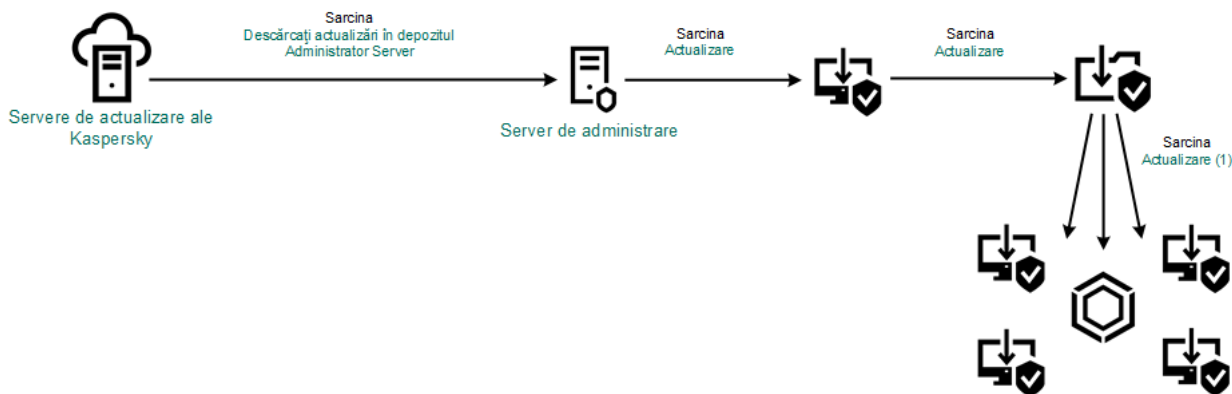 Sarcina
Descărcați actualizări în depozitul
Administrator Server
Sarcina
Actualizare
Sarcina
Actualizare
Servere de actualizare ale
Kaspersky
Server de administrare
Sarcina
Actualizare (1)